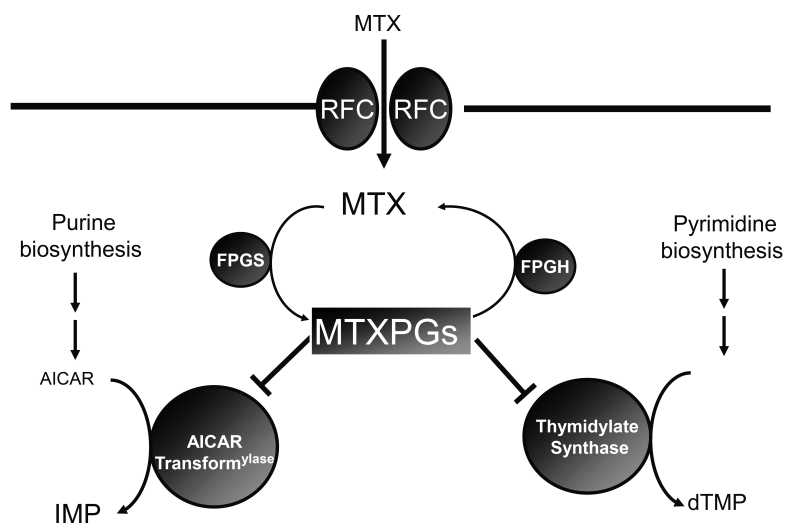 MTX
RFC RFC
MTX
Purine
biosynthesis
Pyrimidine
biosynthesis
FPGS
FPGH
MTXPGs
AICAR
AICAR
Transformylase
Thymidylate
Synthase
IMP
dTMP